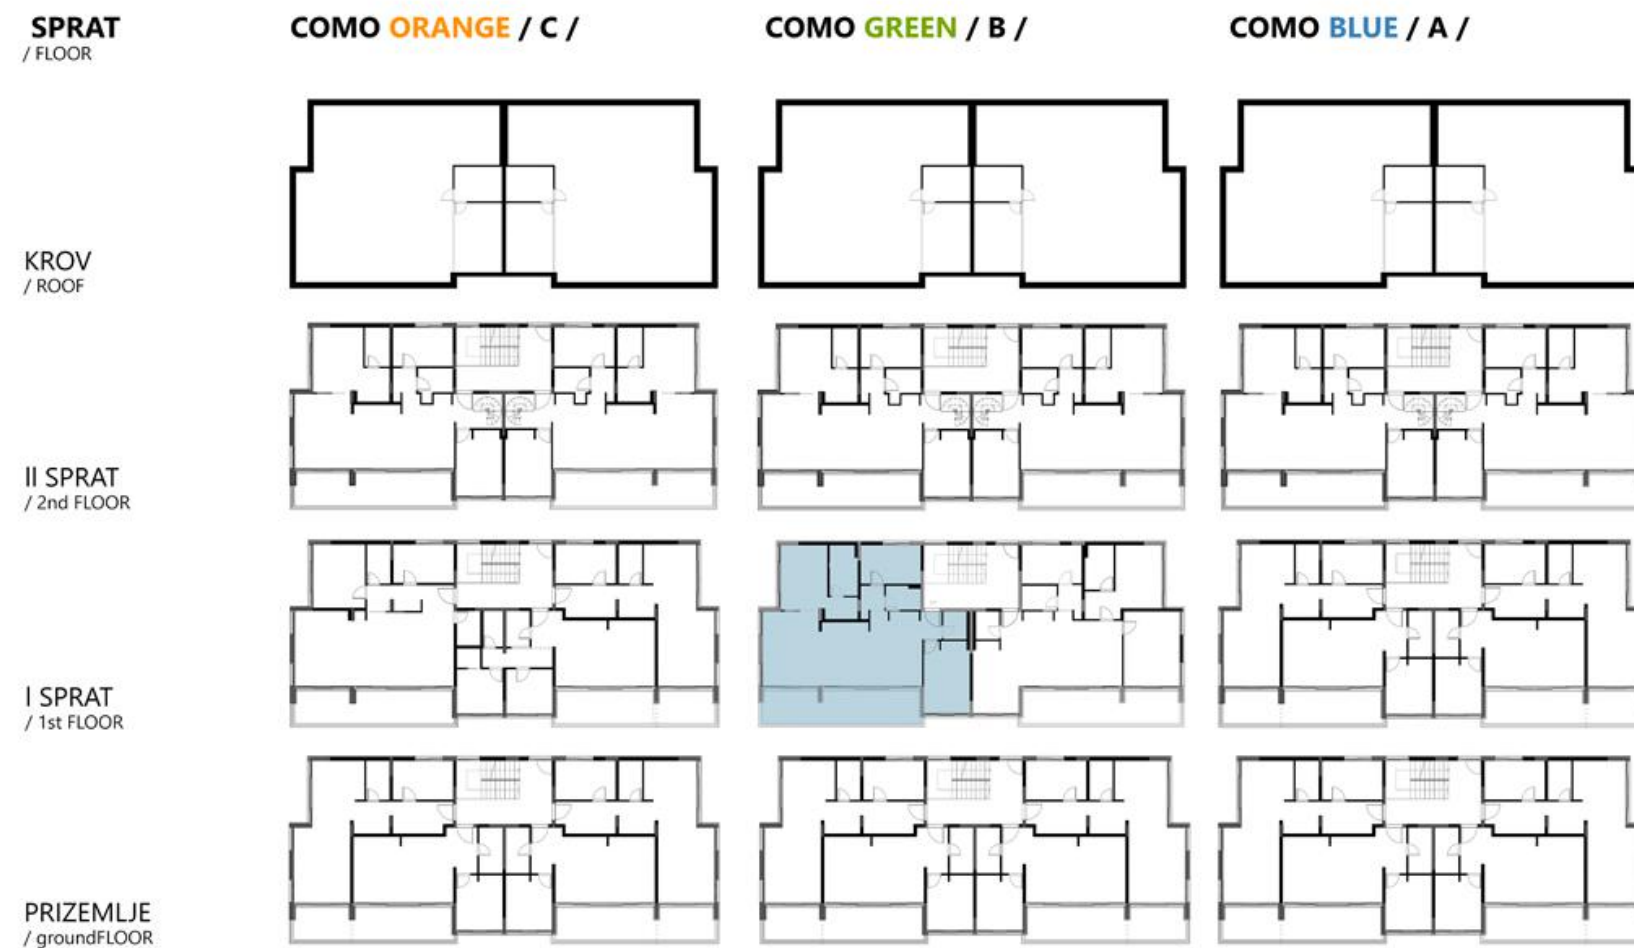 SPRAT
/ FLOOR
COMO ORANGE / C /
COMO GREEN / B /
COMO BLUE / A /
KROV
/ ROOF
II SPRAT
/ 2nd FLOOR
I SPRAT
/ 1st FLOOR
PRIZEMLJE
/ groundFLOOR